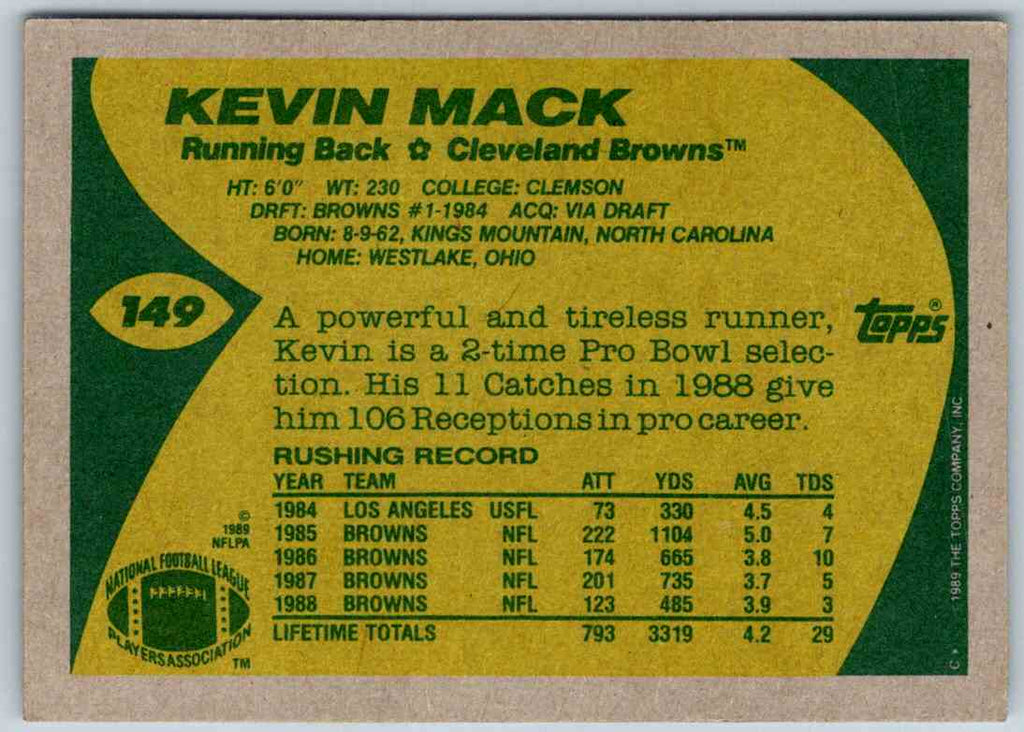 KEVIN MACK
Running Back ✿ Cleveland Browns™
HT: 6'0" WT: 230 COLLEGE: CLEMSON
DRFT: BROWNS #1-1984 ACQ: VIA DRAFT
BORN: 8-9-62, KINGS MOUNTAIN, NORTH CAROLINA
HOME: WESTLAKE, OHIO
149
A powerful and tireless runner,
Kevin is a 2-time Pro Bowl selec-
tion. His 11 Catches in 1988 give
him 106 Receptions in pro career.
TOPPS®
RUSHING RECORD
YEAR TEAM ATT YDS AVG TDS
1984 LOS ANGELES USFL 73 330 4.5 4
1985 BROWNS NFL 222 1104 5.0 7
1986 BROWNS NFL 174 665 3.8 10
1987 BROWNS NFL 201 735 3.7 5
1988 BROWNS NFL 123 485 3.9 3
LIFETIME TOTALS 793 3319 4.2 29
©
1989
NFLPA
NATIONAL FOOTBALL LEAGUE
PLAYERS ASSOCIATION
TM
C * 1989 THE TOPPS COMPANY, INC.